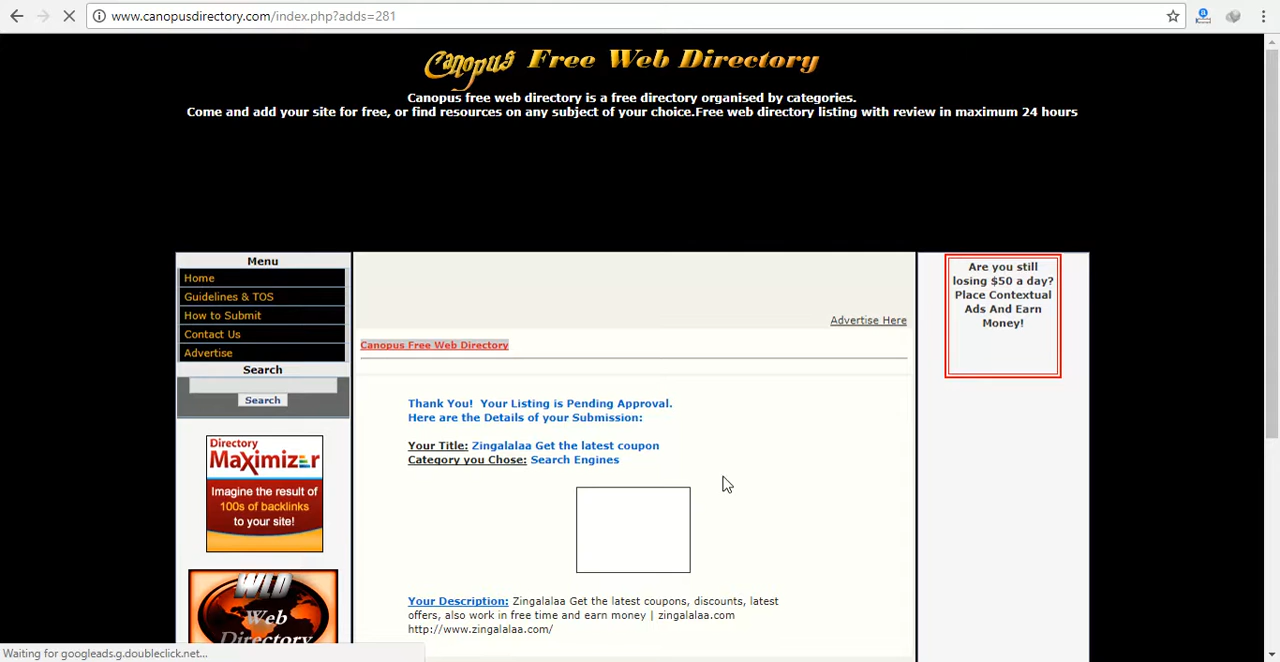 www.canopusdirectory.com/index.php?adds=281
Canopus Free Web Directory
Canopus free web directory is a free directory organised by categories.
Come and add your site for free, or find resources on any subject of your choice.Free web directory listing with review in maximum 24 hours
Menu
Home
Guidelines & TOS
How to Submit
Contact Us
Advertise
Search
Search
Directory
Maximizer
Imagine the result of
100s of backlinks
to your site!
WLD
Web
Directory
Advertise Here
Canopus Free Web Directory
Thank You!  Your Listing is Pending Approval.
Here are the Details of your Submission:
Your Title: Zingalalaa Get the latest coupon
Category you Chose: Search Engines
Your Description: Zingalalaa Get the latest coupons, discounts, latest
offers, also work in free time and earn money | zingalalaa.com
http://www.zingalalaa.com/
Are you still
losing $50 a day?
Place Contextual
Ads And Earn
Money!
Waiting for googleads.g.doubleclick.net...